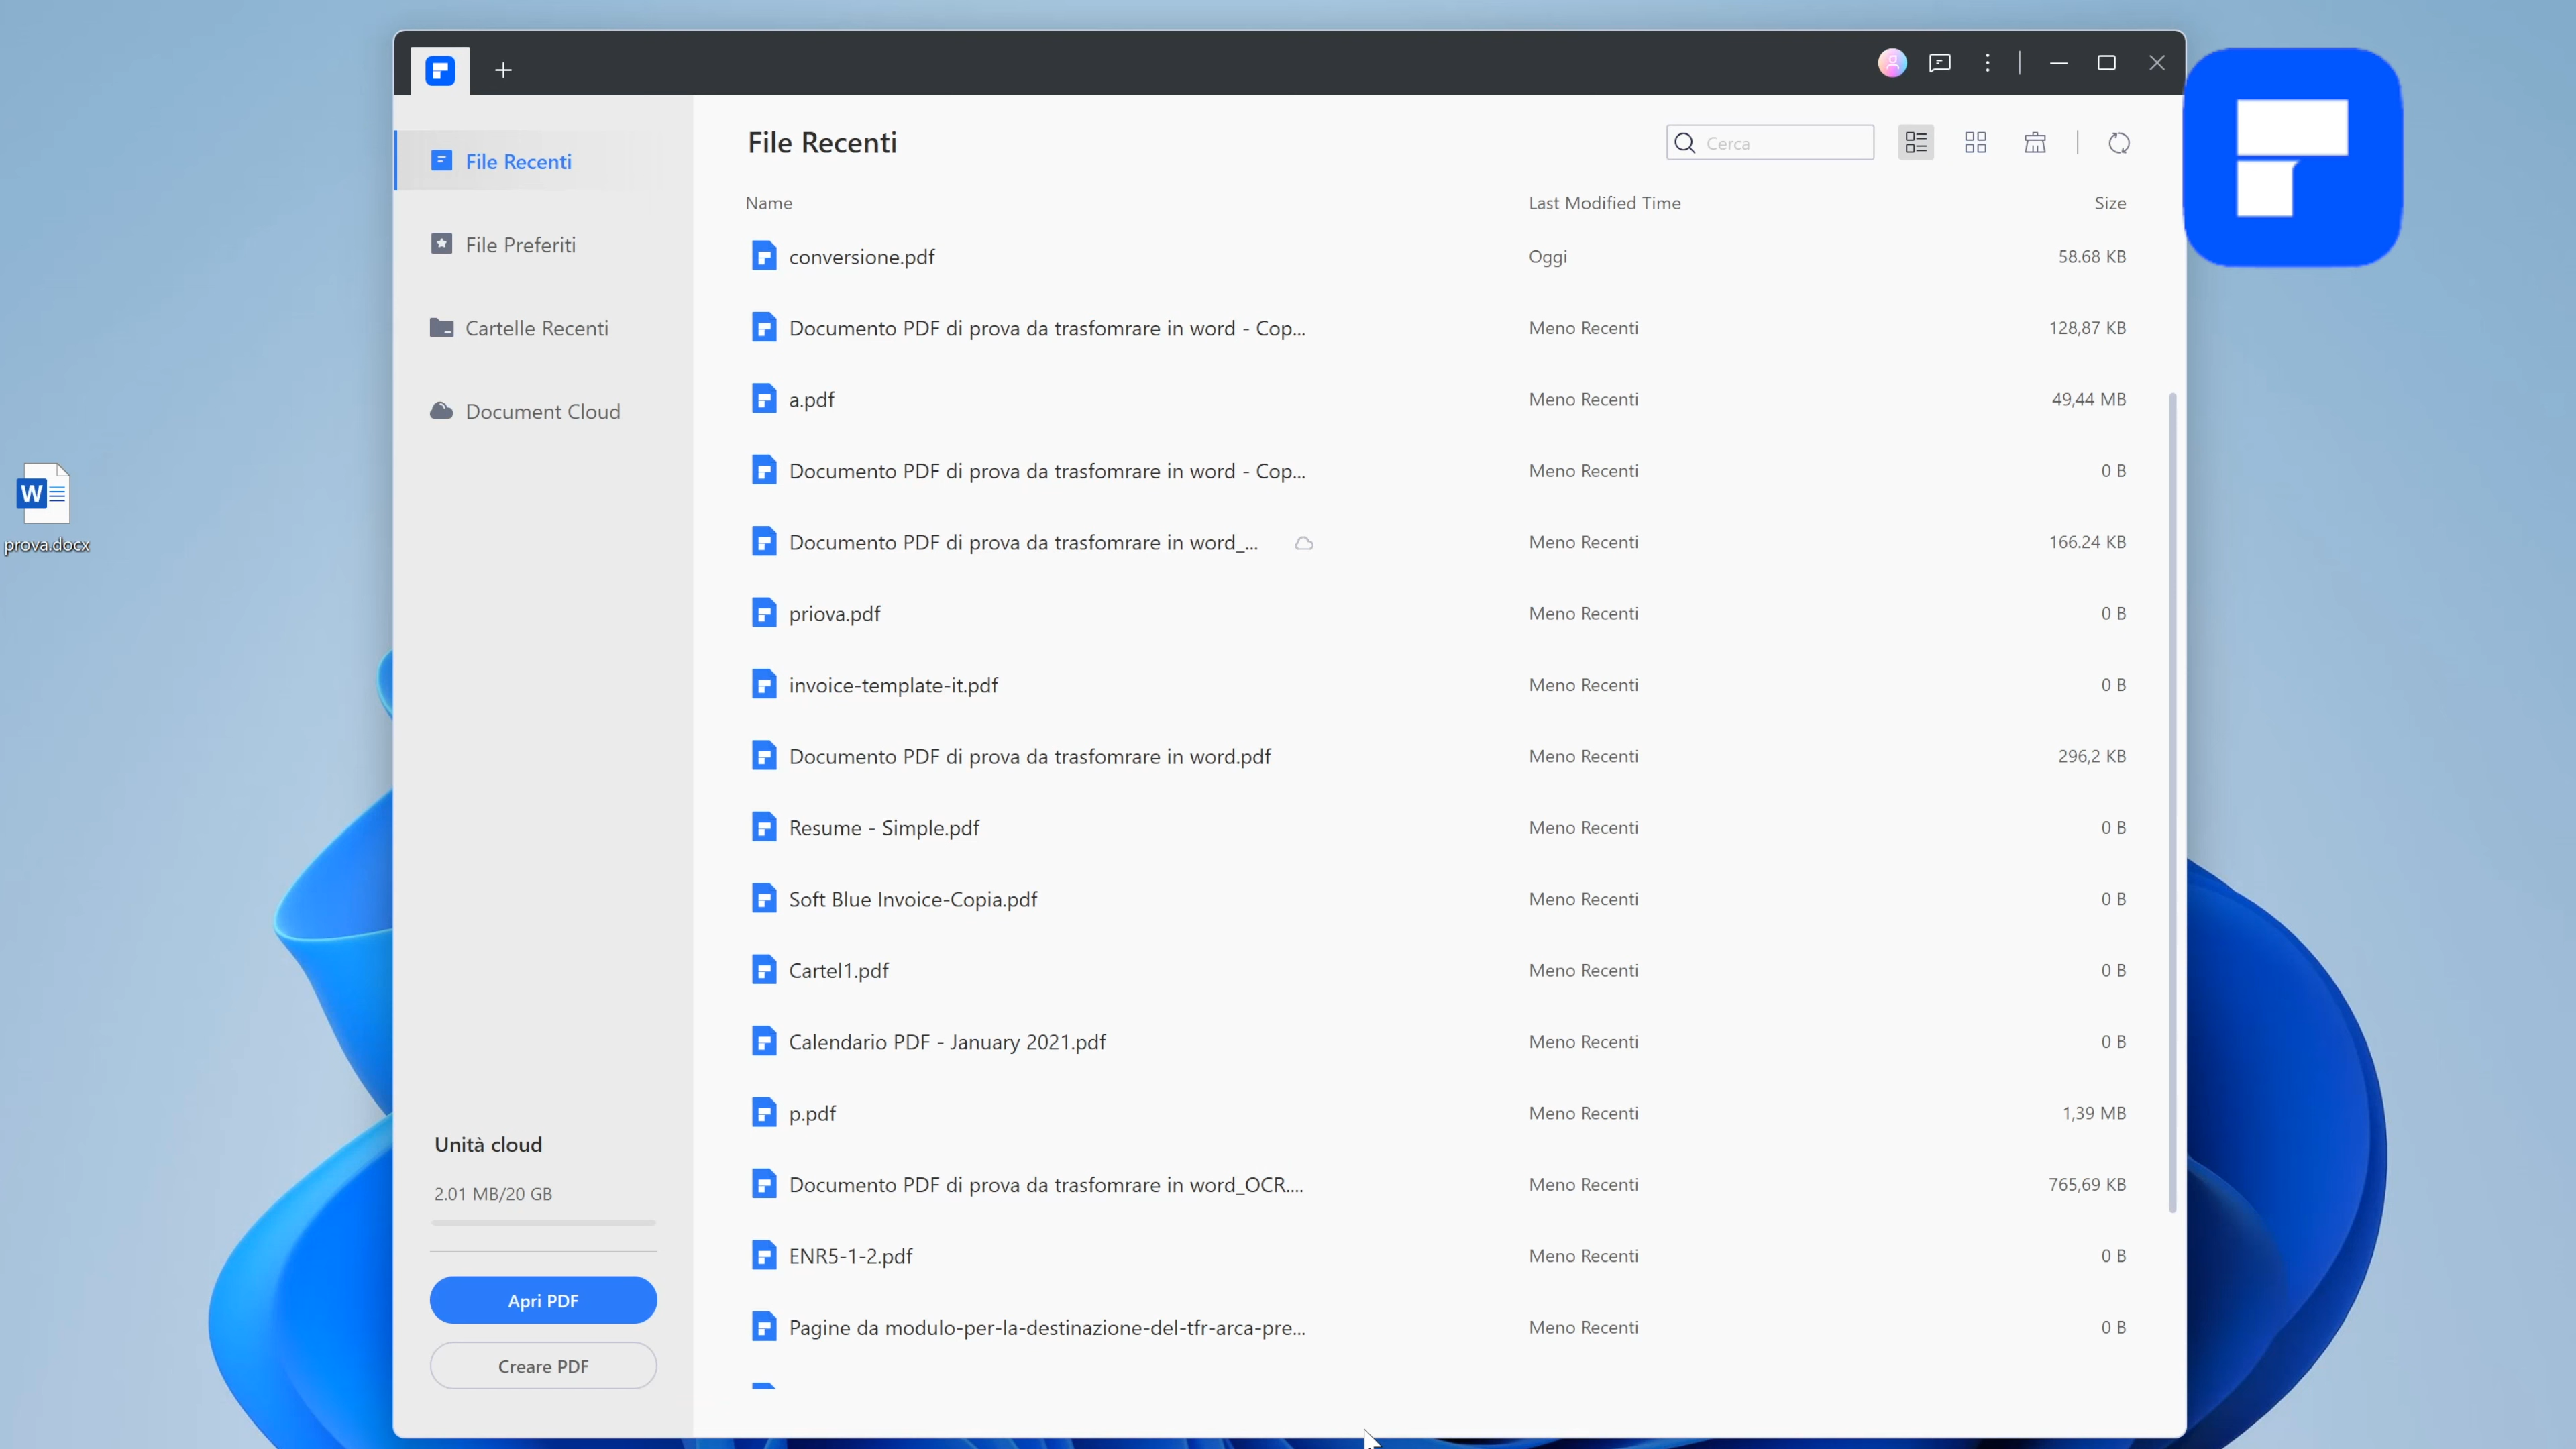 File Recenti
File Preferiti
Cartelle Recenti
Document Cloud
W
prova.docx
Unità cloud
2.01 MB/20 GB
Apri PDF
Creare PDF
File Recenti
Cerca
Name Last Modified Time Size
conversione.pdf Oggi 58.68 KB
Documento PDF di prova da trasfomrare in word - Cop... Meno Recenti 128,87 KB
a.pdf Meno Recenti 49,44 MB
Documento PDF di prova da trasfomrare in word - Cop... Meno Recenti 0 B
Documento PDF di prova da trasfomrare in word_... Meno Recenti 166.24 KB
priova.pdf Meno Recenti 0 B
invoice-template-it.pdf Meno Recenti 0 B
Documento PDF di prova da trasfomrare in word.pdf Meno Recenti 296,2 KB
Resume - Simple.pdf Meno Recenti 0 B
Soft Blue Invoice-Copia.pdf Meno Recenti 0 B
Cartel1.pdf Meno Recenti 0 B
Calendario PDF - January 2021.pdf Meno Recenti 0 B
p.pdf Meno Recenti 1,39 MB
Documento PDF di prova da trasfomrare in word_OCR.... Meno Recenti 765,69 KB
ENR5-1-2.pdf Meno Recenti 0 B
Pagine da modulo-per-la-destinazione-del-tfr-arca-pre... Meno Recenti 0 B